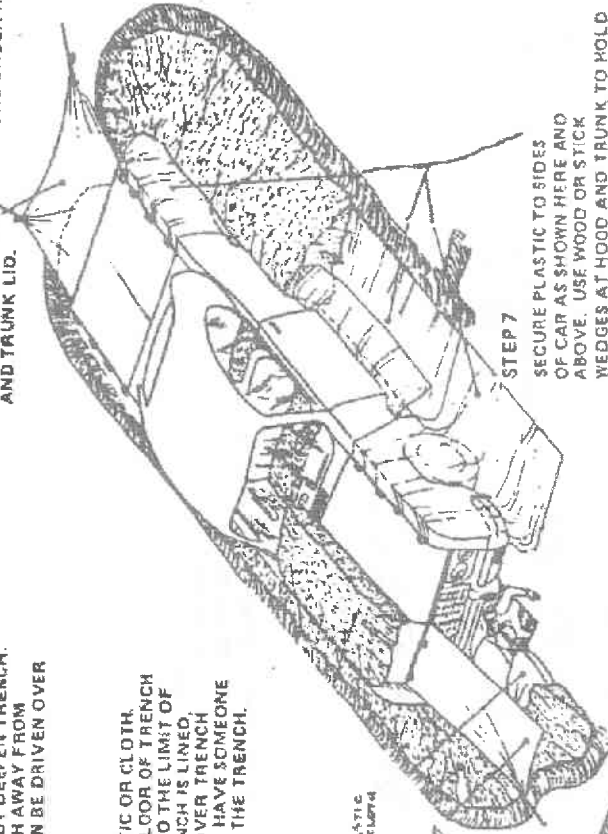 AND TRUNK LID.
DEEPEN TRENCH.
H AWAY FROM
N BE DRIVEN OVER
IC OR CLOTH.
LOOR OF TRENCH
O THE LIMIT OF
NCH IS LINED,
VER TRENCH
HAVE SOMEONE
THE TRENCH.
STEP 7
SECURE PLASTIC TO SIDES
OF CAR AS SHOWN HERE AND
ABOVE. USE WOOD OR STICK
WEDGES AT HOOD AND TRUNK TO HOLD